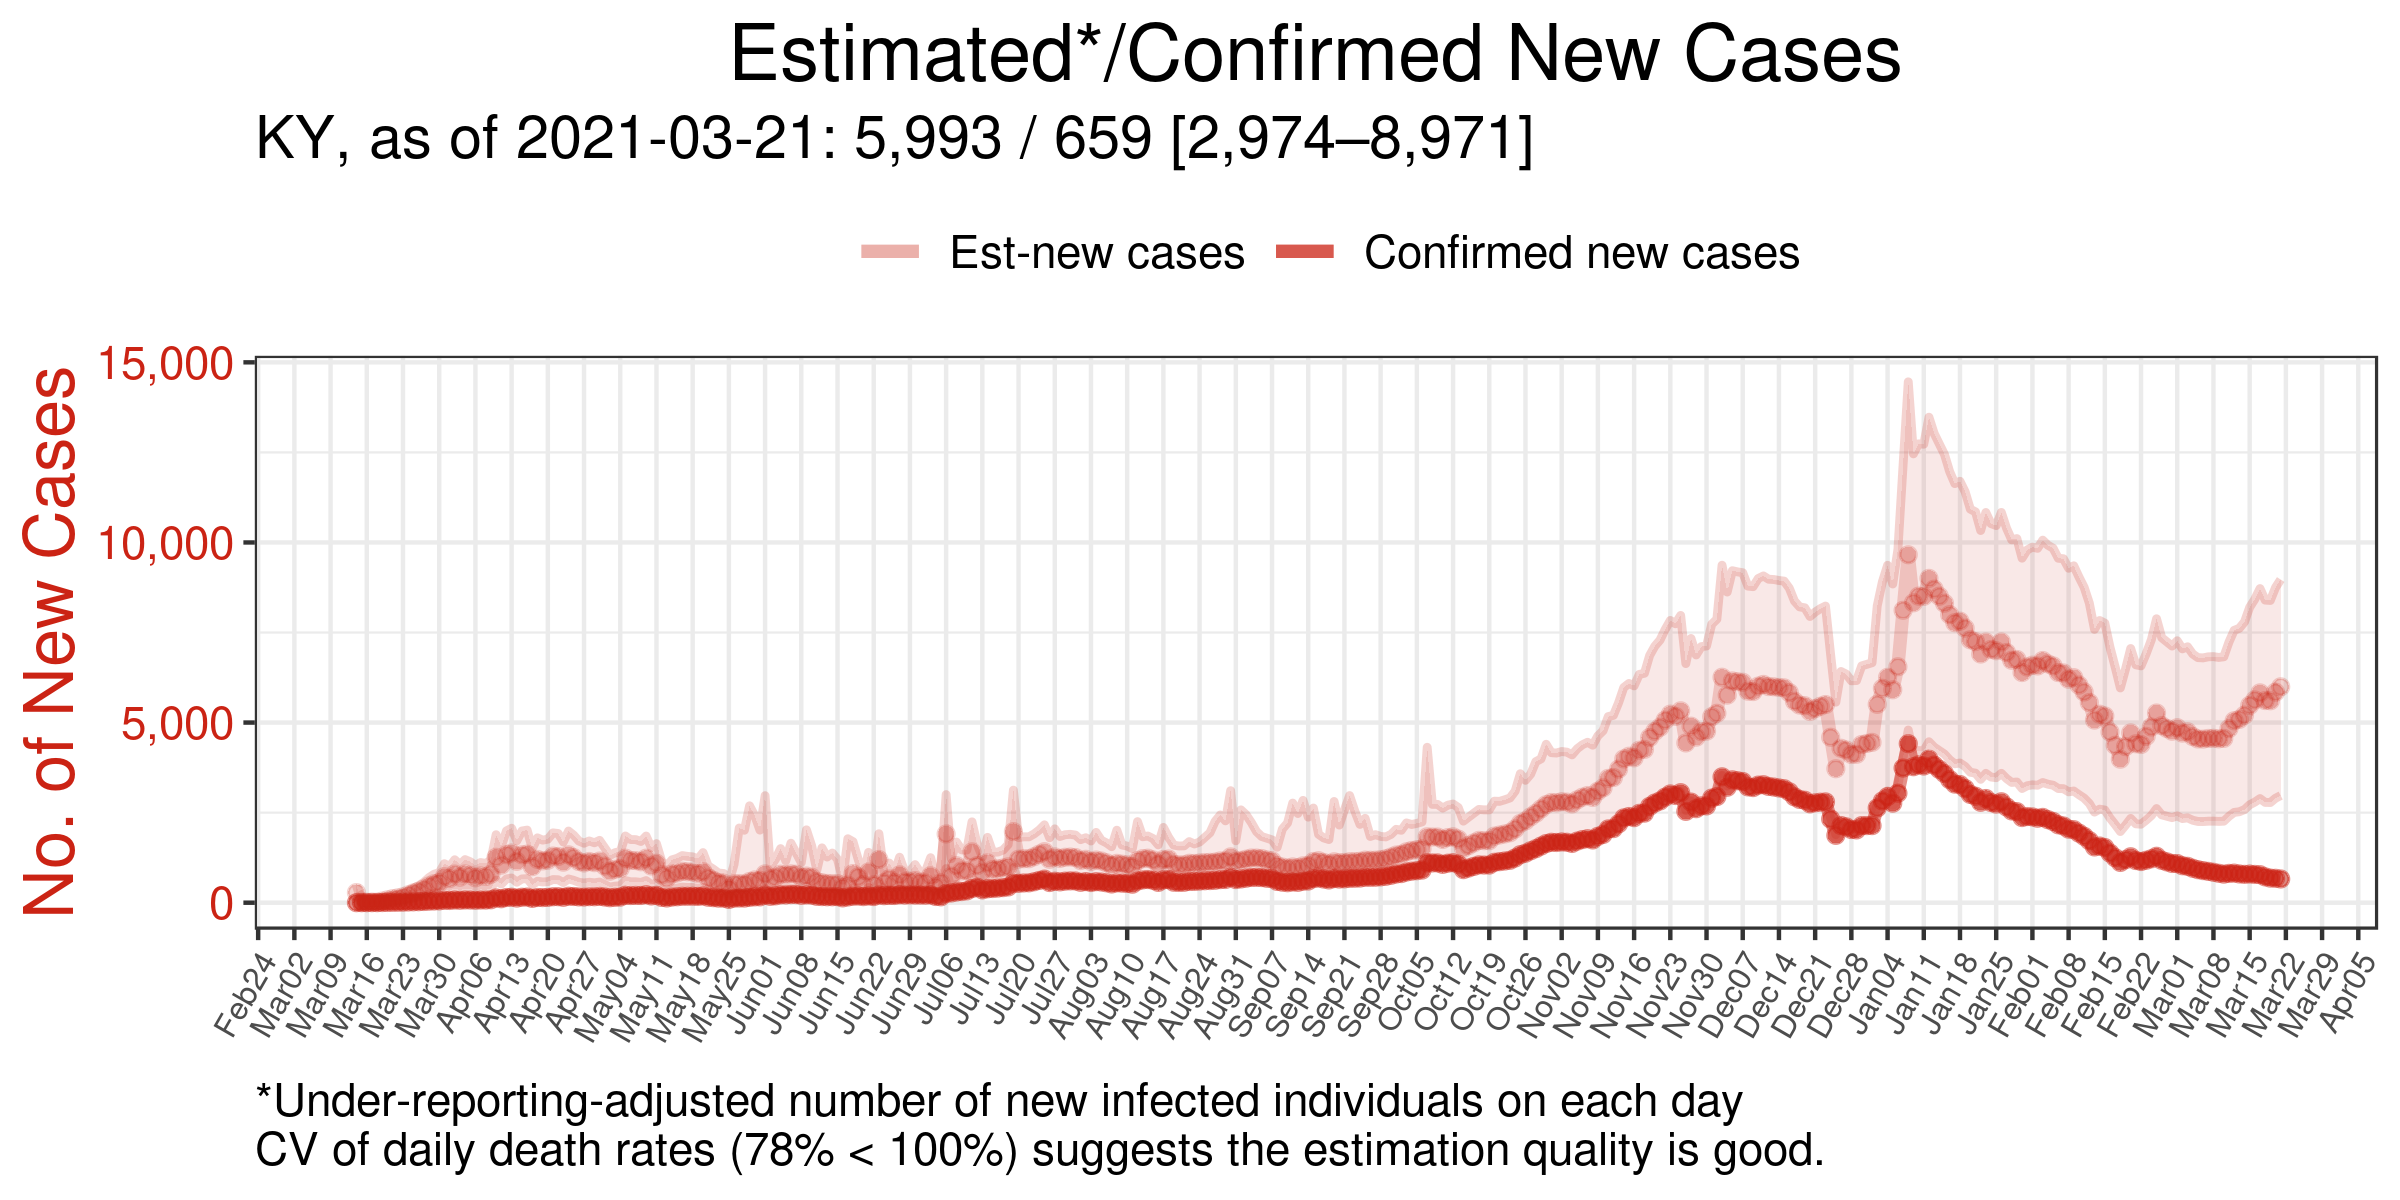 Estimated*/Confirmed New Cases
KY, as of 2021-03-21: 5,993 / 659 [2,974–8,971]
Est-new cases
Confirmed new cases
No. of New Cases
15,000
10,000
5,000
0
Feb24
Mar02
Mar09
Mar16
Mar23
Mar30
Apr06
Apr13
Apr20
Apr27
May04
May11
May18
May25
Jun01
Jun08
Jun15
Jun22
Jun29
Jul06
Jul13
Jul20
Jul27
Aug03
Aug10
Aug17
Aug24
Aug31
Sep07
Sep14
Sep21
Sep28
Oct05
Oct12
Oct19
Oct26
Nov02
Nov09
Nov16
Nov23
Nov30
Dec07
Dec14
Dec21
Dec28
Jan04
Jan11
Jan18
Jan25
Feb01
Feb08
Feb15
Feb22
Mar01
Mar08
Mar15
Mar22
Mar29
Apr05
*Under-reporting-adjusted number of new infected individuals on each day
CV of daily death rates (78% < 100%) suggests the estimation quality is good.